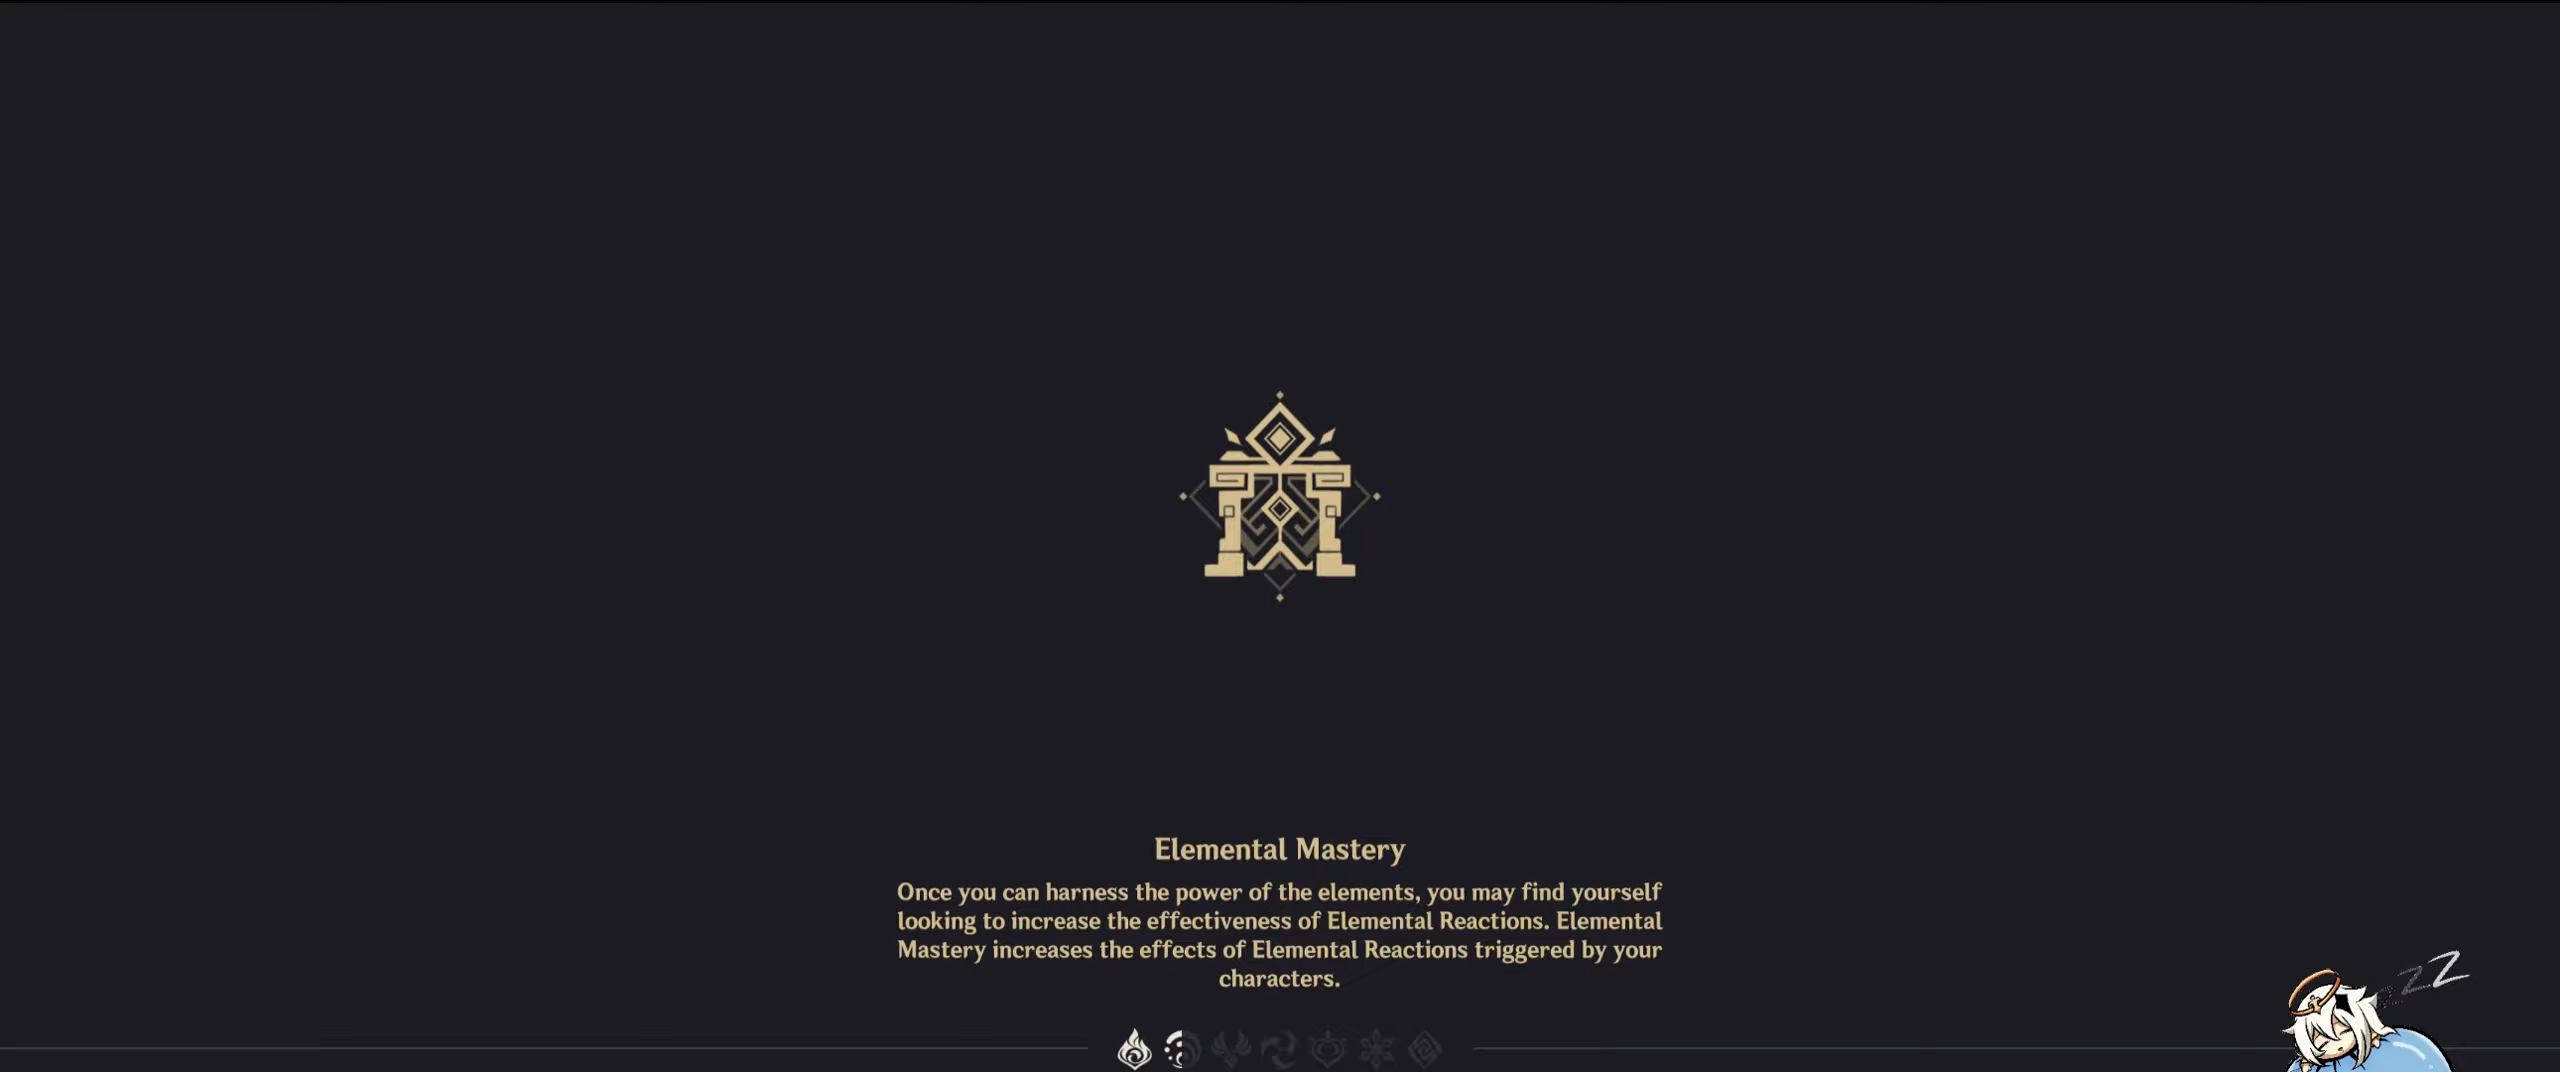 Elemental Mastery
Once you can harness the power of the elements, you may find yourself
looking to increase the effectiveness of Elemental Reactions. Elemental
Mastery increases the effects of Elemental Reactions triggered by your
characters.
zZZ